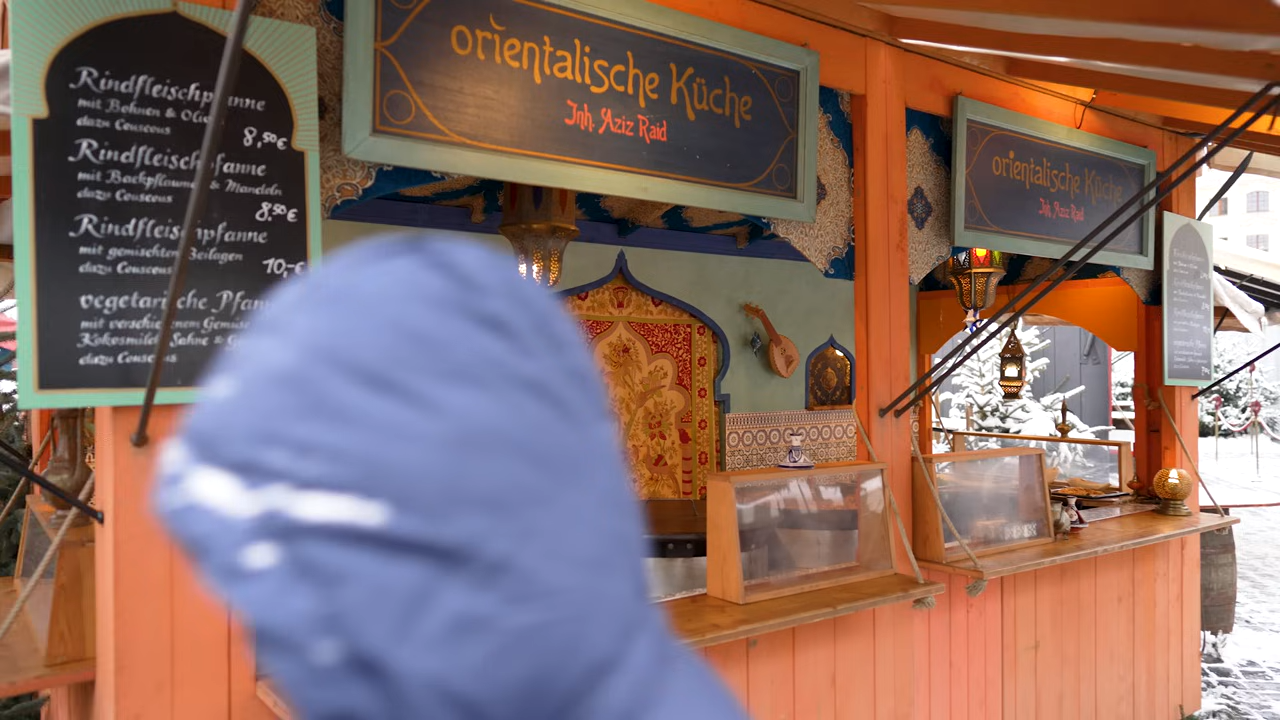 Rindfleischpfanne
mit Bohnen &
dazu Couscous
8,50€
Rindfleischpfanne
mit Backpflaumen & Mandeln
dazu Couscous
8,50€
Rindfleischpfanne
mit gemischten Beilagen
dazu Couscous
10,-€
vegetarische Pfan
mit verschiedenem Gemüse
Kokosmilch Sahne &
dazu Couscous
orientalische Küche
Inh. Aziz Raid
orientalische Küche
Inh. Aziz Raid